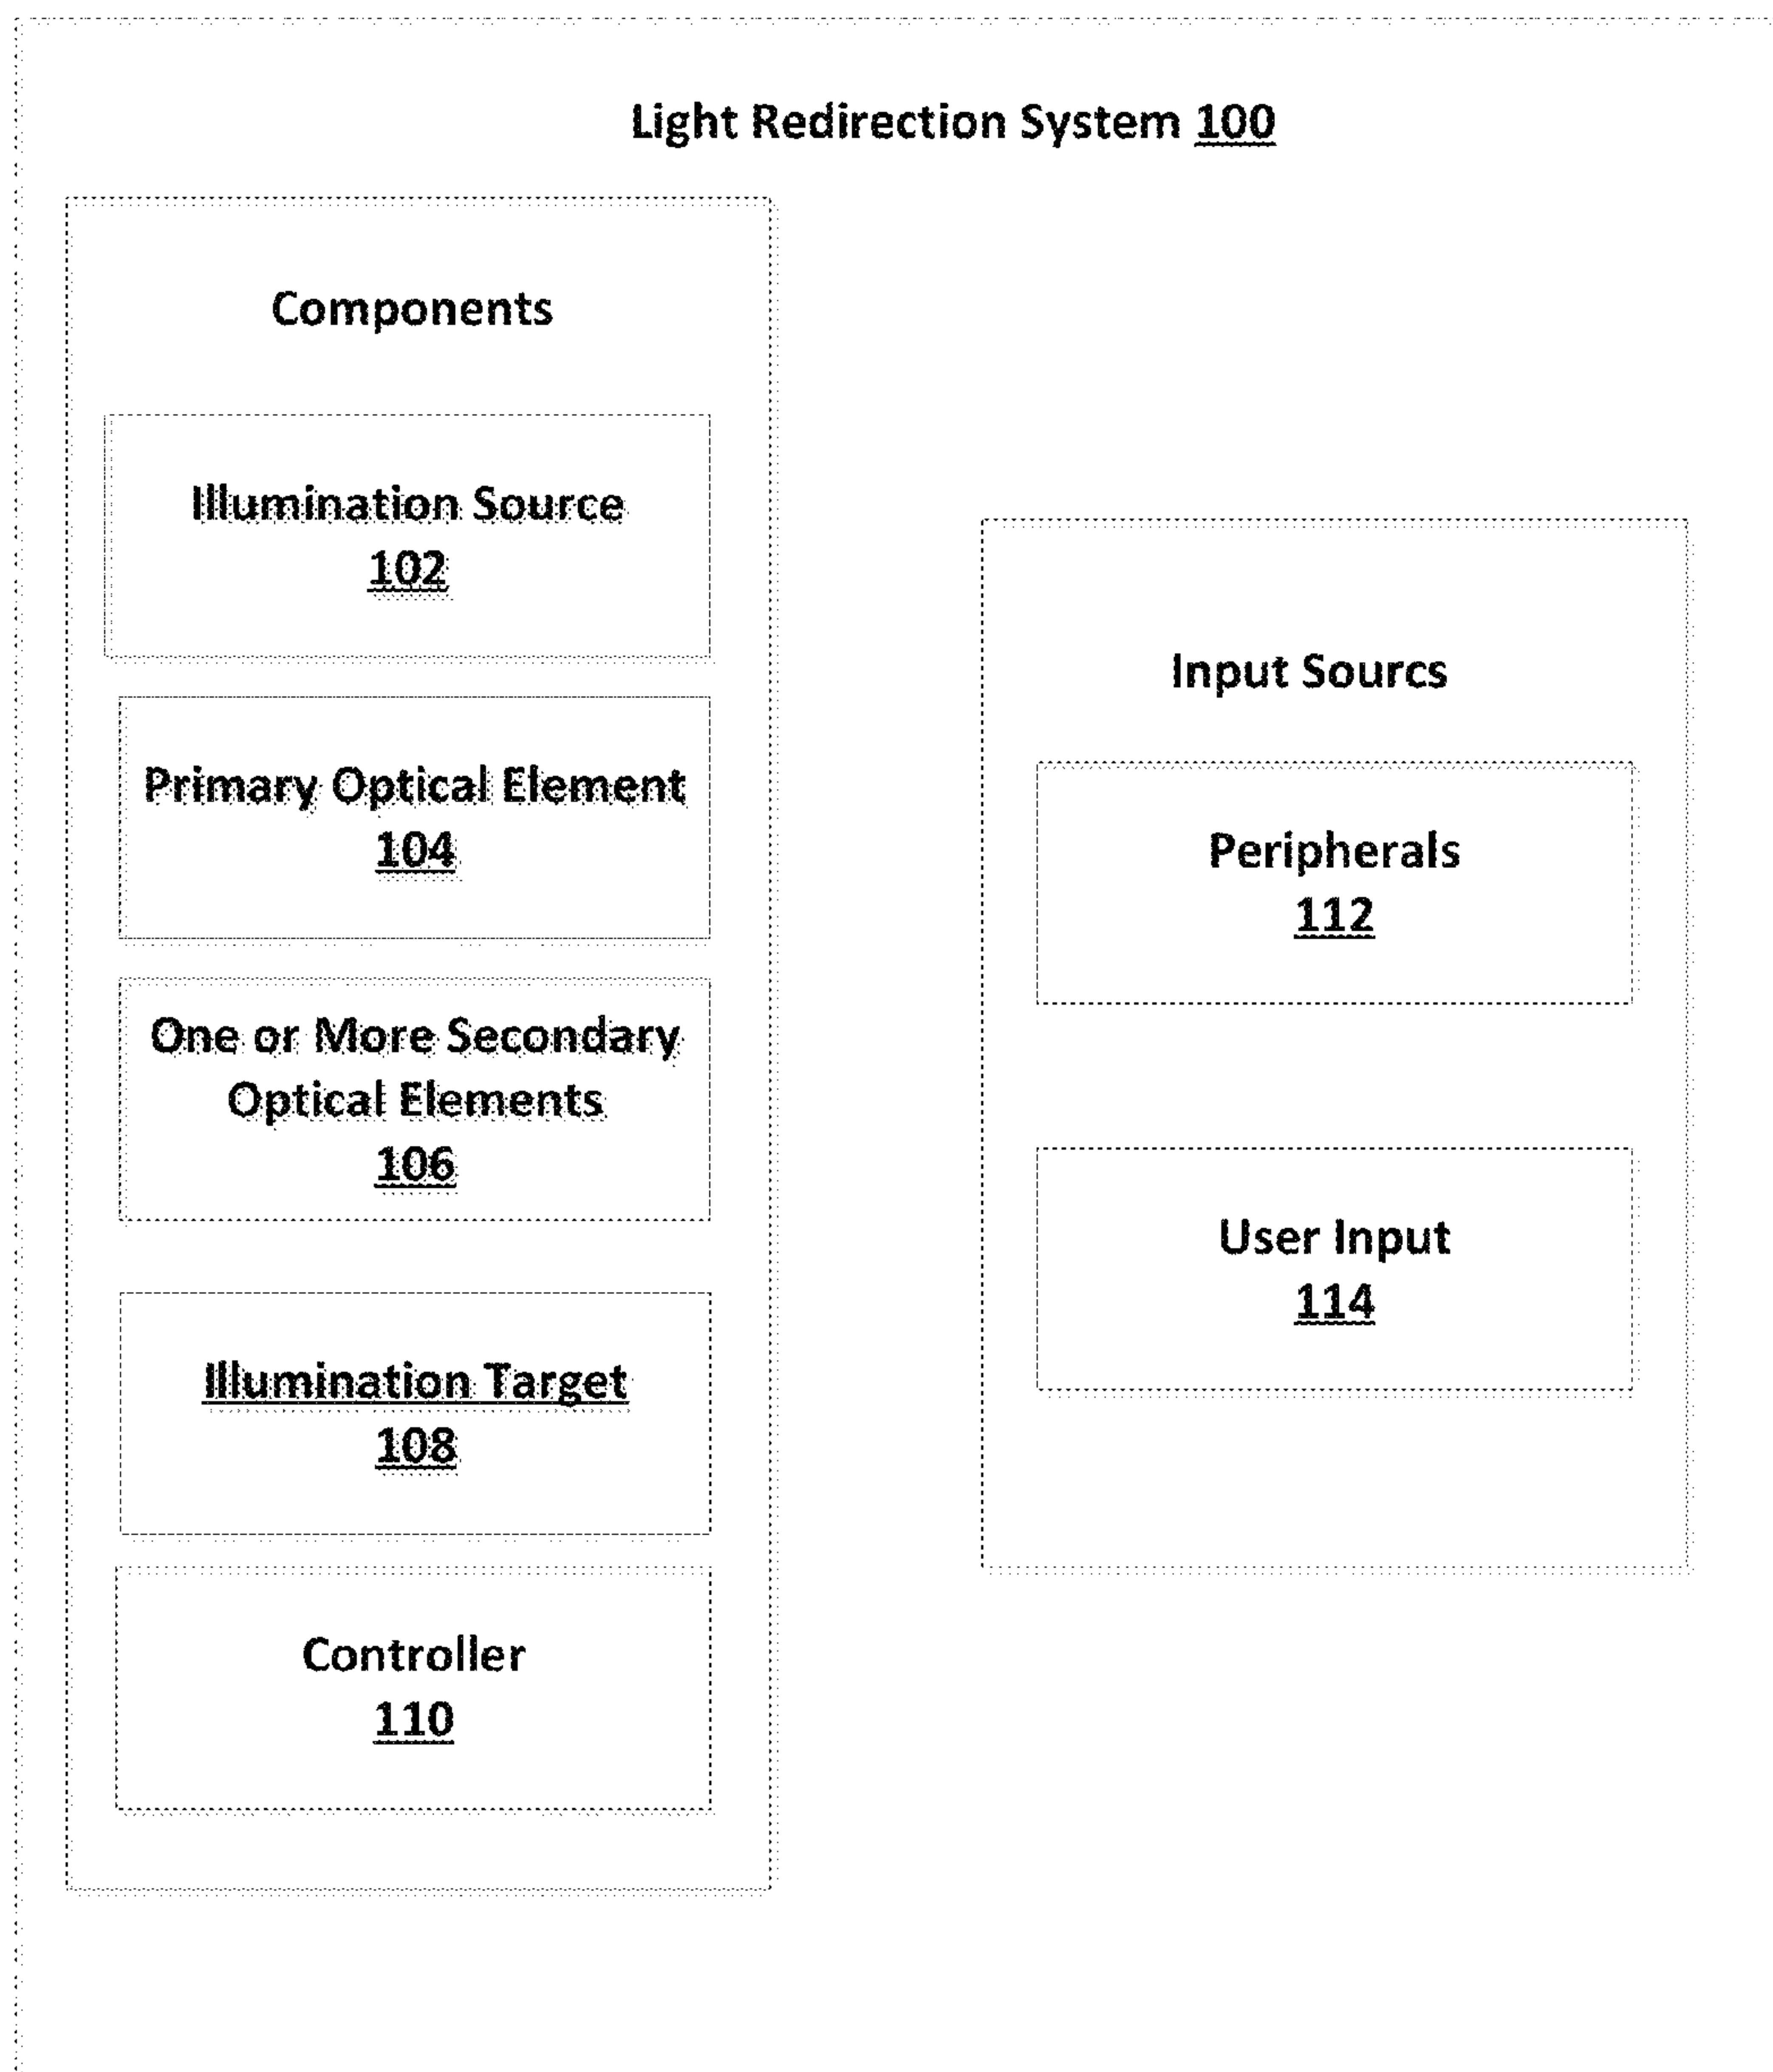 Light Redirection System 100
Components
Illumination Source
102
Primary Optical Element
104
One or More Secondary
Optical Elements
106
Illumination Target
108
Controller
110
Input Sourcs
Peripherals
112
User Input
114